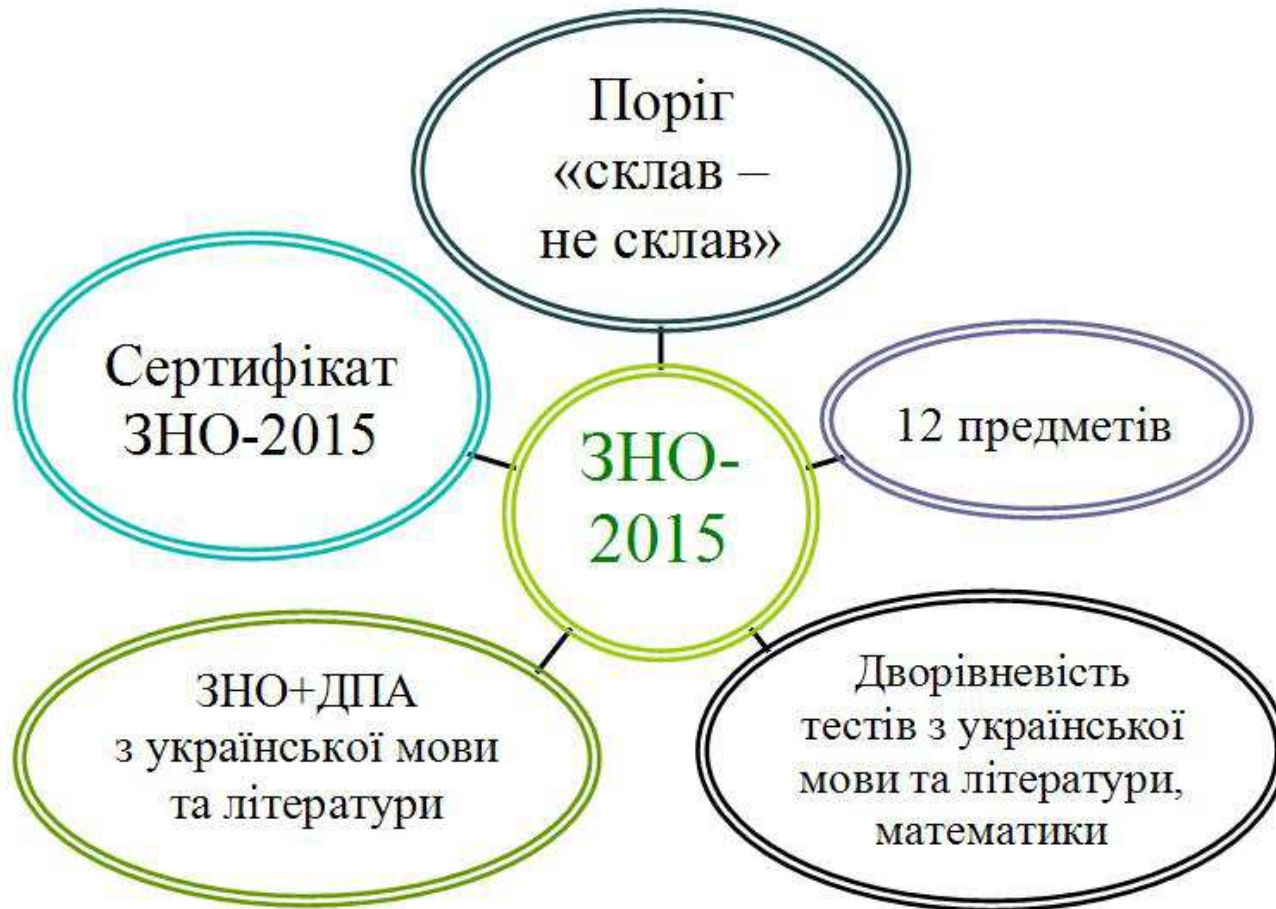 Поріг
«склав –
не склав»
Сертифікат
ЗНО-2015
12 предметів
ЗНО-
2015
ЗНО+ДПА
з української мови
та літератури
Дворівневість
тестів з української
мови та літератури,
математики